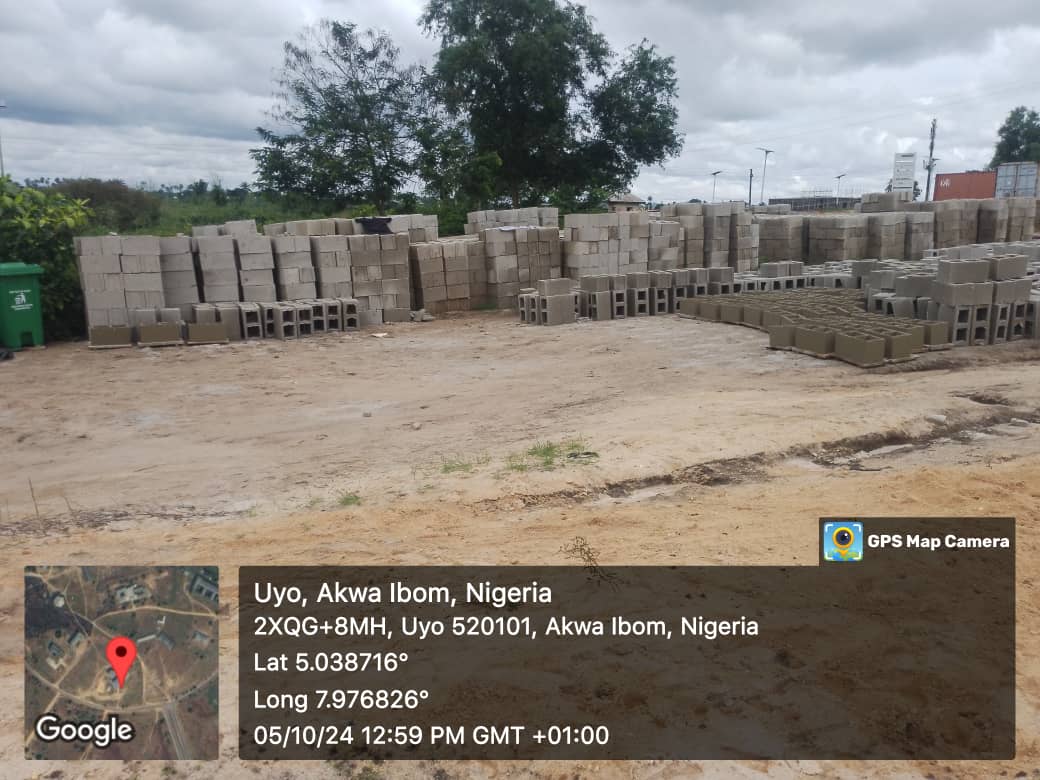 GPS Map Camera
Uyo, Akwa Ibom, Nigeria
2XQG+8MH, Uyo 520101, Akwa Ibom, Nigeria
Lat 5.038716°
Long 7.976826°
05/10/24 12:59 PM GMT +01:00
Google